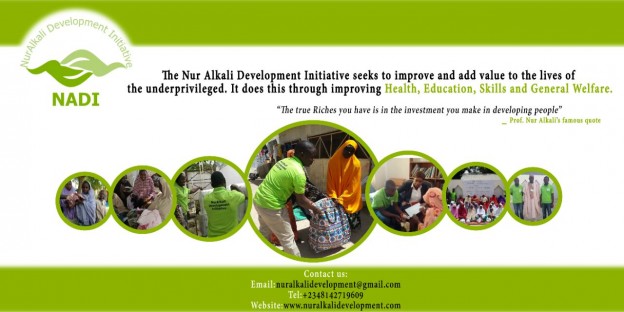 NurAlkali Development Initiative
NADI
The Nur Alkali Development Initiative seeks to improve and add value to the lives of
the underprivileged. It does this through improving Health, Education, Skills and General Welfare.
“The true Riches you have is in the investment you make in developing people”
_ Prof. Nur Alkali's famous quote
Contact us:
Email:nuralkalidevelopment@gmail.com
Tel:+2348142719609
Website:www.nuralkalidevelopment.com